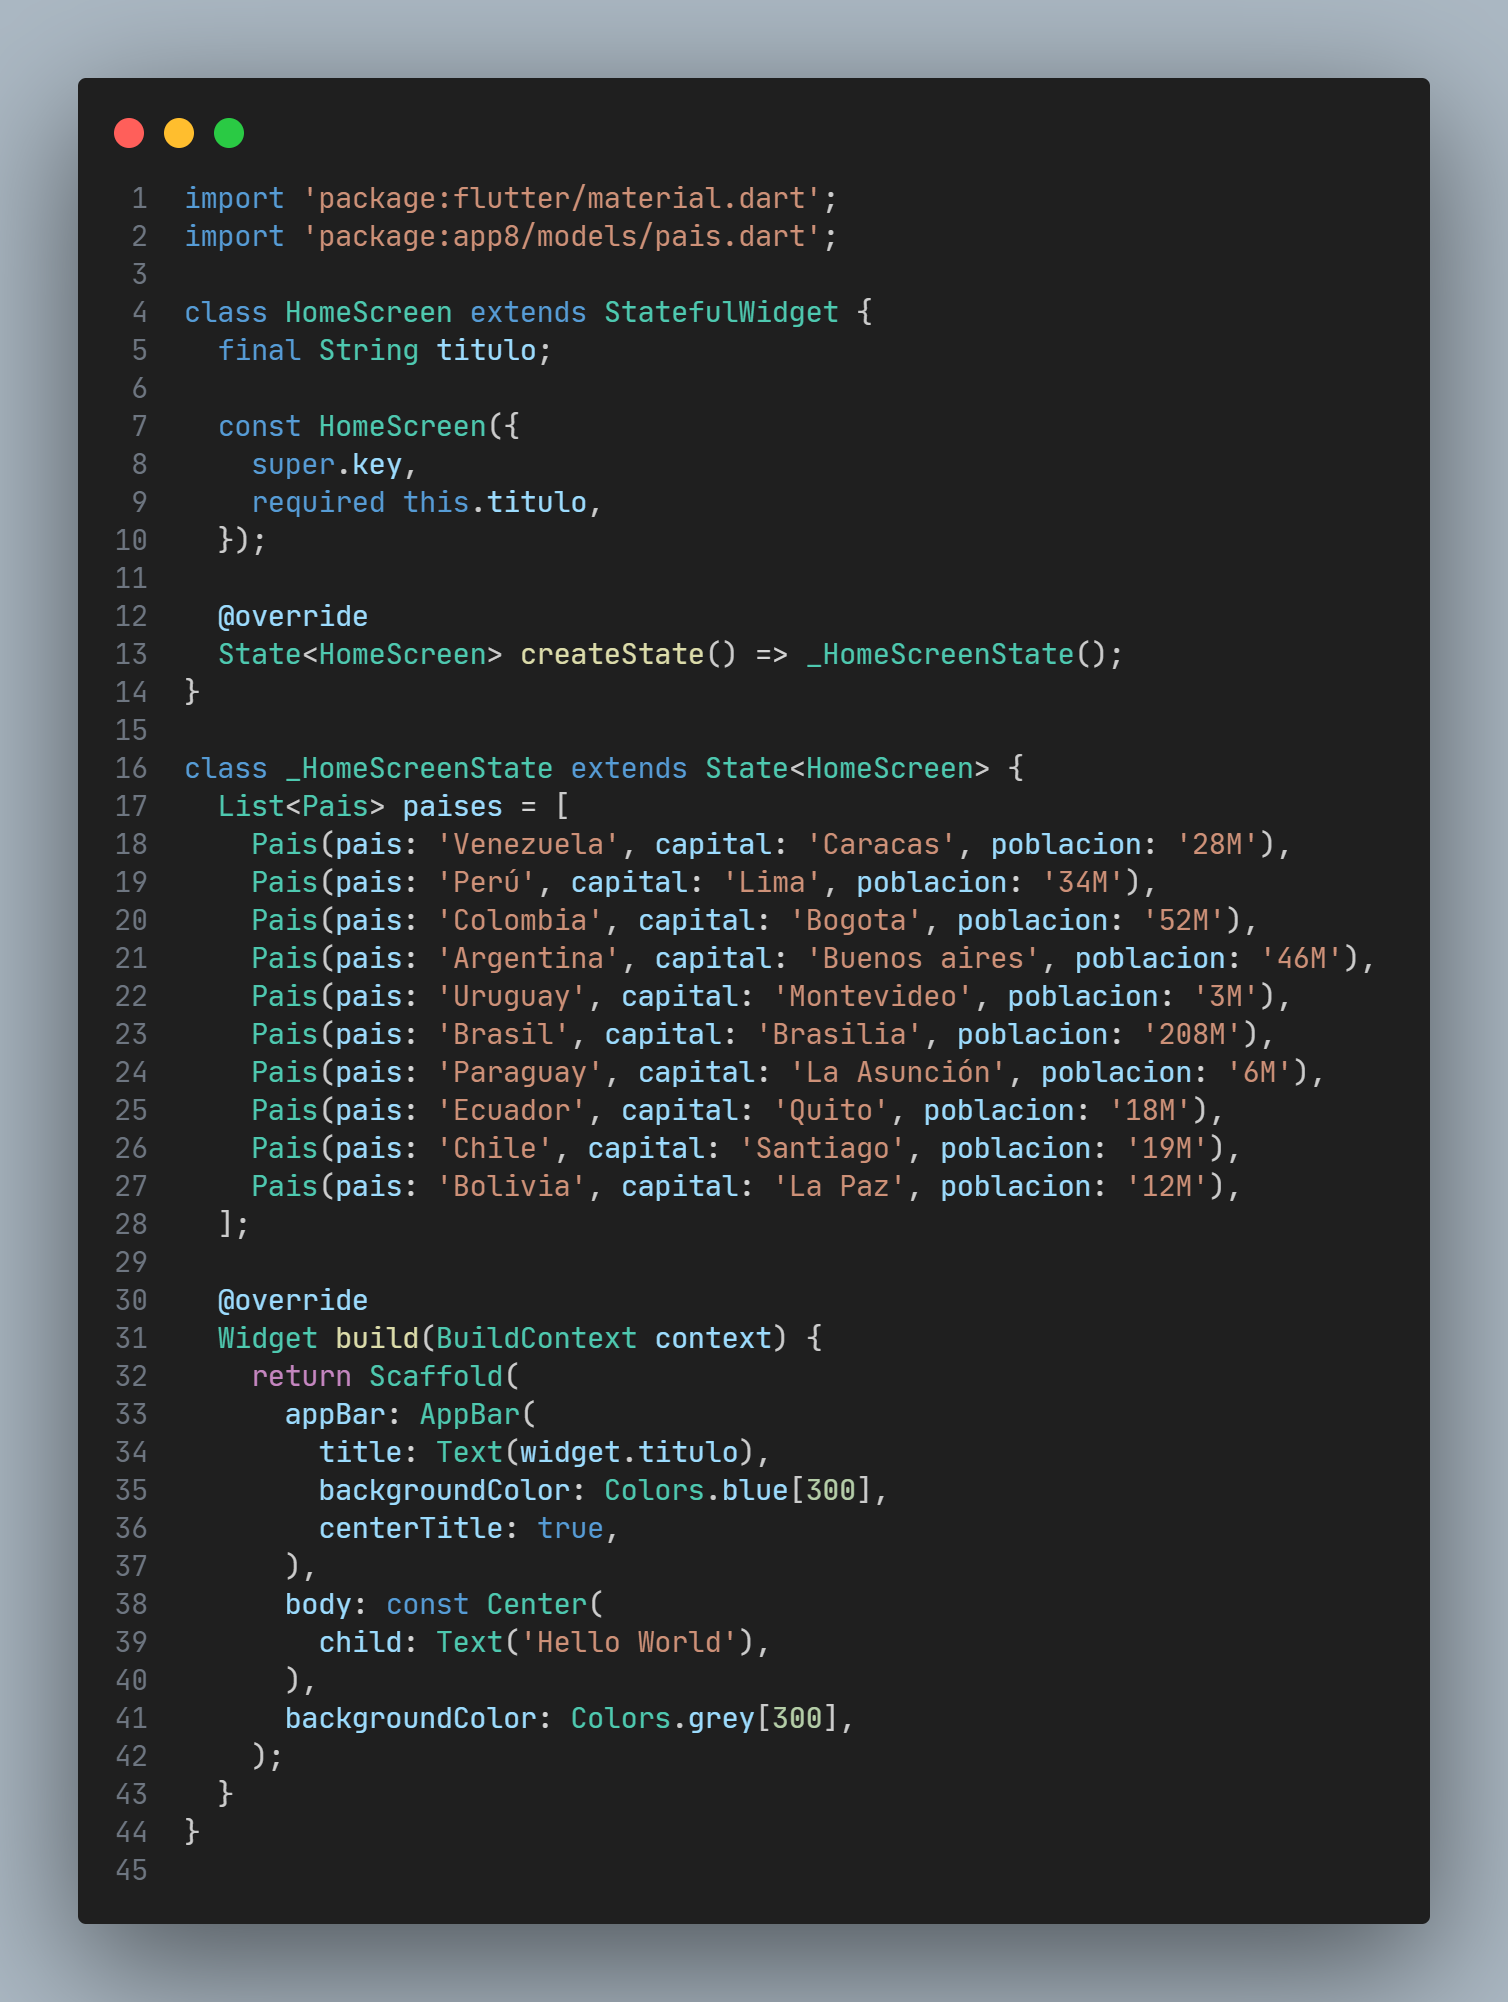 1 import 'package:flutter/material.dart';
2 import 'package:app8/models/pais.dart';
3
4 class HomeScreen extends StatefulWidget {
5   final String titulo;
6
7   const HomeScreen({
8     super.key,
9     required this.titulo,
10   });
11
12   @override
13   State<HomeScreen> createState() => _HomeScreenState();
14 }
15
16 class _HomeScreenState extends State<HomeScreen> {
17   List<Pais> paises = [
18     Pais(pais: 'Venezuela', capital: 'Caracas', poblacion: '28M'),
19     Pais(pais: 'Perú', capital: 'Lima', poblacion: '34M'),
20     Pais(pais: 'Colombia', capital: 'Bogota', poblacion: '52M'),
21     Pais(pais: 'Argentina', capital: 'Buenos aires', poblacion: '46M'),
22     Pais(pais: 'Uruguay', capital: 'Montevideo', poblacion: '3M'),
23     Pais(pais: 'Brasil', capital: 'Brasilia', poblacion: '208M'),
24     Pais(pais: 'Paraguay', capital: 'La Asunción', poblacion: '6M'),
25     Pais(pais: 'Ecuador', capital: 'Quito', poblacion: '18M'),
26     Pais(pais: 'Chile', capital: 'Santiago', poblacion: '19M'),
27     Pais(pais: 'Bolivia', capital: 'La Paz', poblacion: '12M'),
28   ];
29
30   @override
31   Widget build(BuildContext context) {
32     return Scaffold(
33       appBar: AppBar(
34         title: Text(widget.titulo),
35         backgroundColor: Colors.blue[300],
36         centerTitle: true,
37       ),
38       body: const Center(
39         child: Text('Hello World'),
40       ),
41       backgroundColor: Colors.grey[300],
42     );
43   }
44 }
45